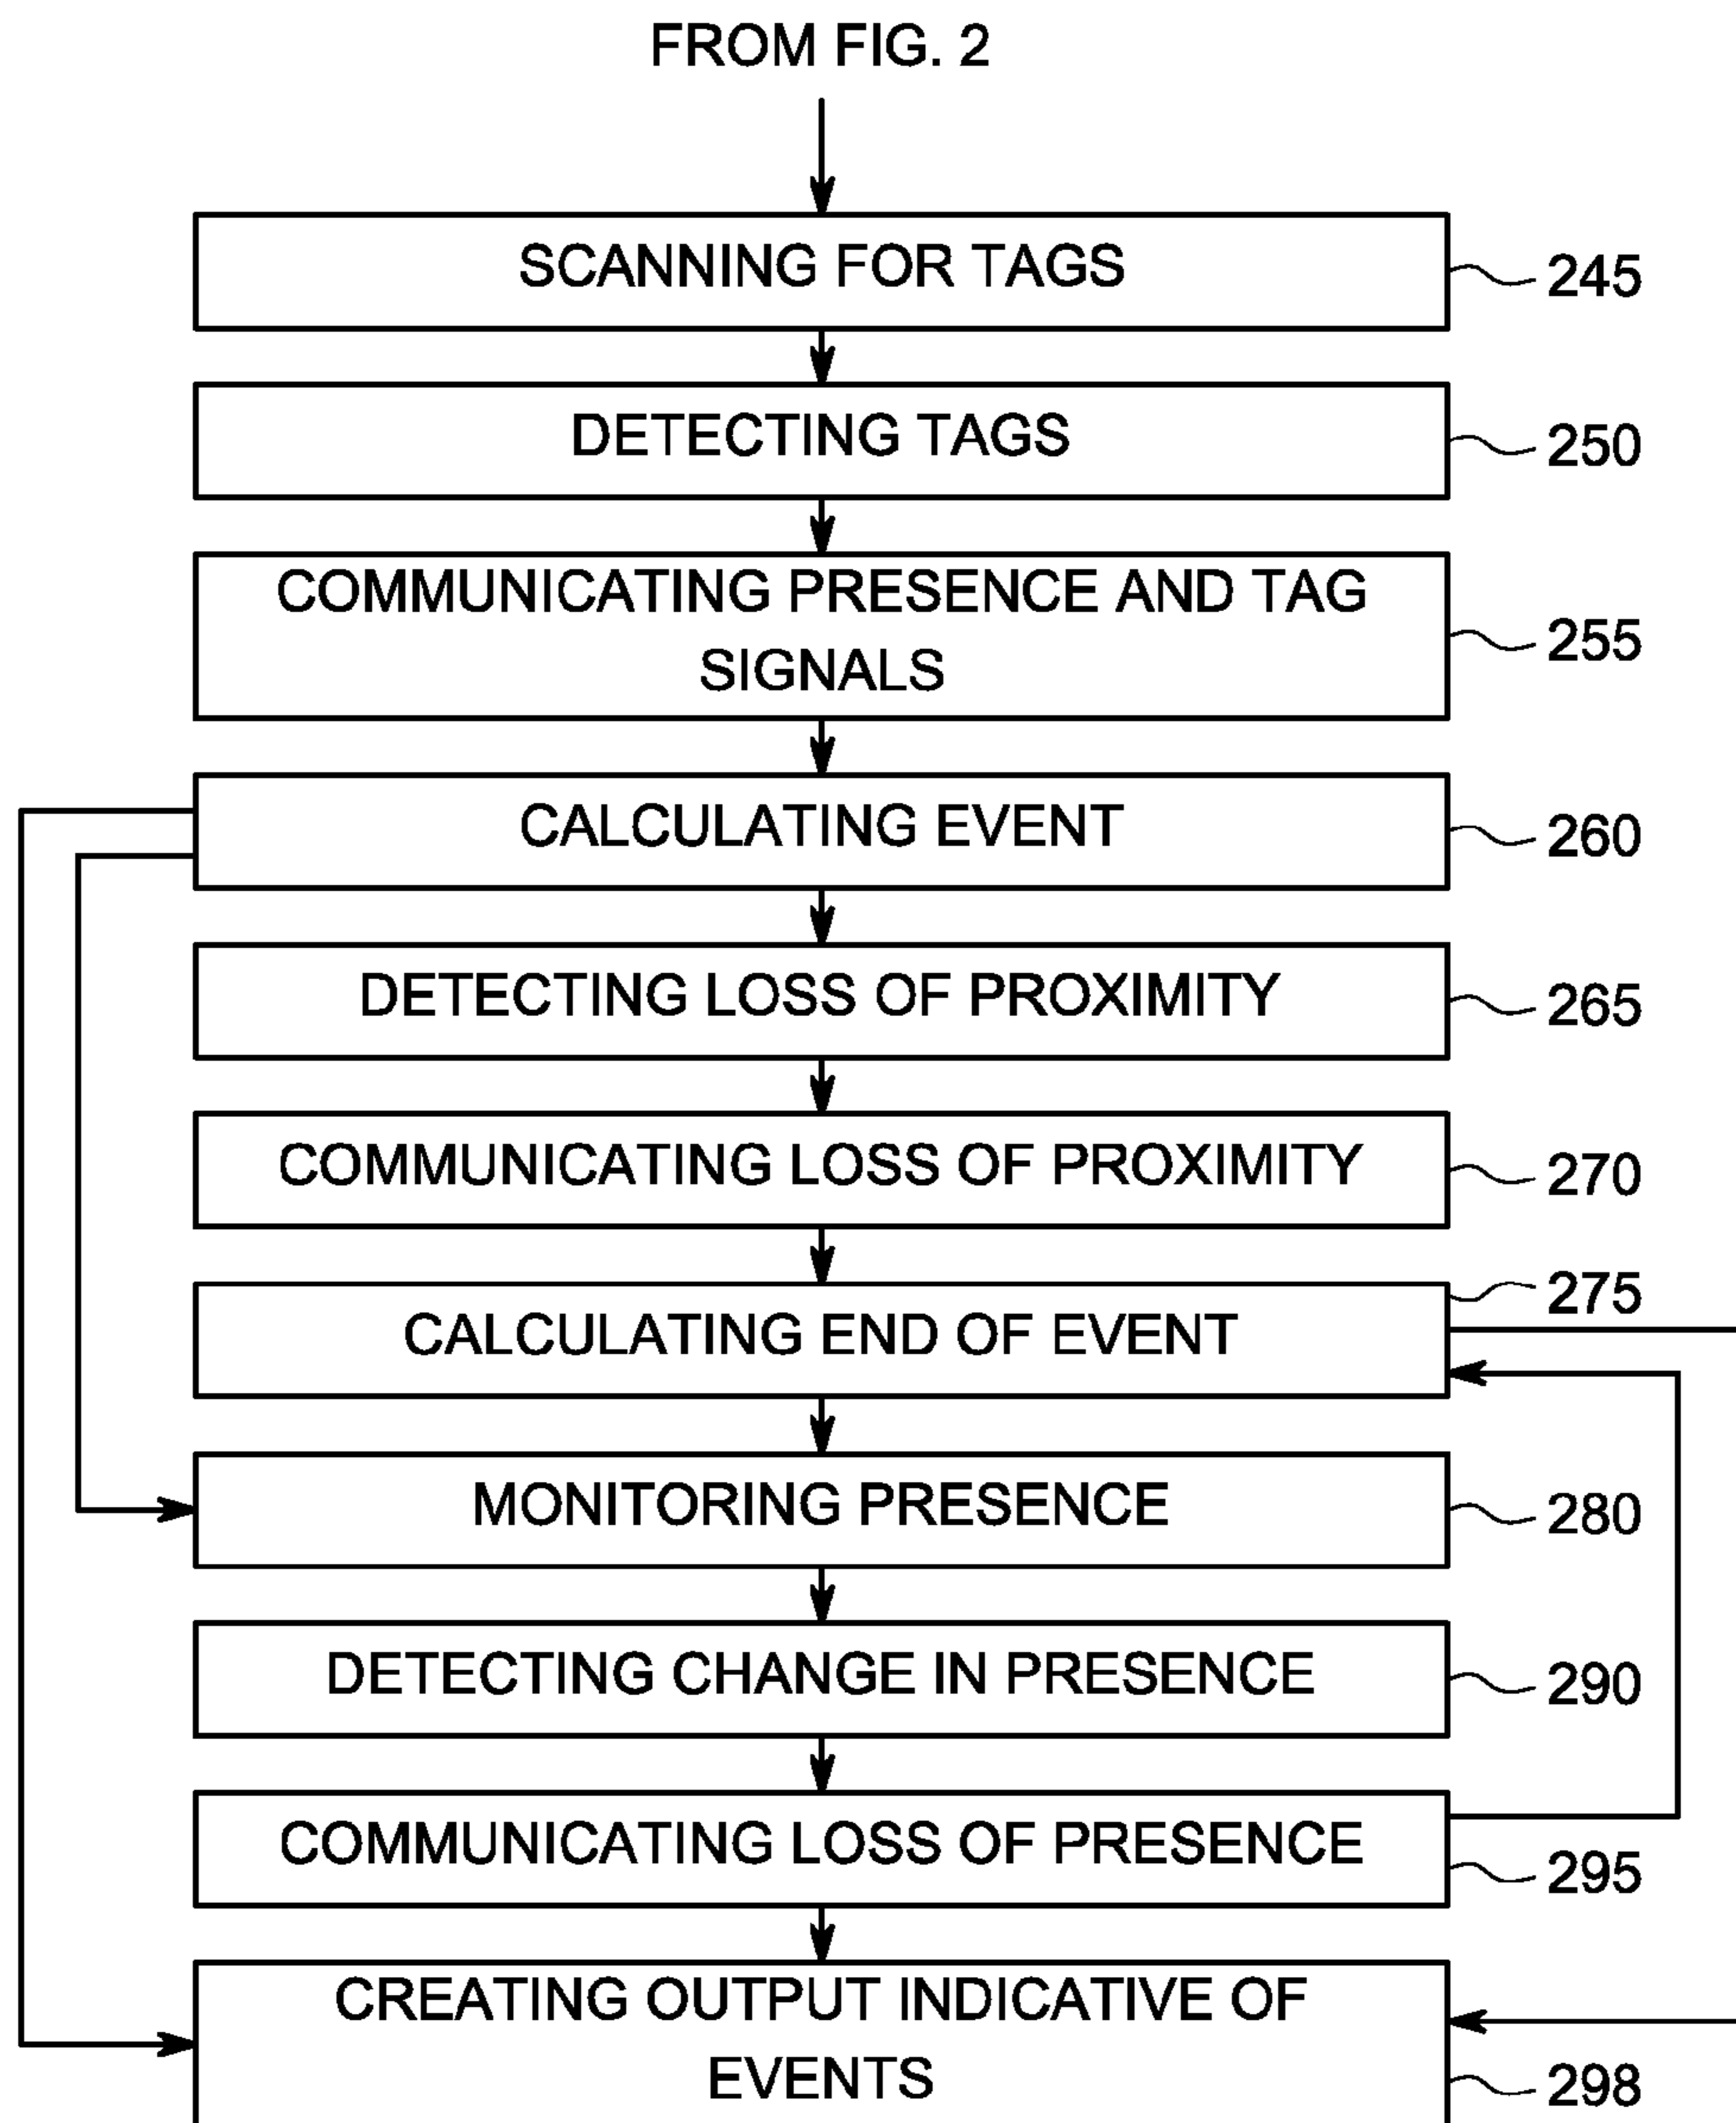 FROM FIG. 2
SCANNING FOR TAGS
245
DETECTING TAGS
250
COMMUNICATING PRESENCE AND TAG
SIGNALS
255
CALCULATING EVENT
260
DETECTING LOSS OF PROXIMITY
265
COMMUNICATING LOSS OF PROXIMITY
270
CALCULATING END OF EVENT
275
MONITORING PRESENCE
280
DETECTING CHANGE IN PRESENCE
290
COMMUNICATING LOSS OF PRESENCE
295
CREATING OUTPUT INDICATIVE OF
EVENTS
298